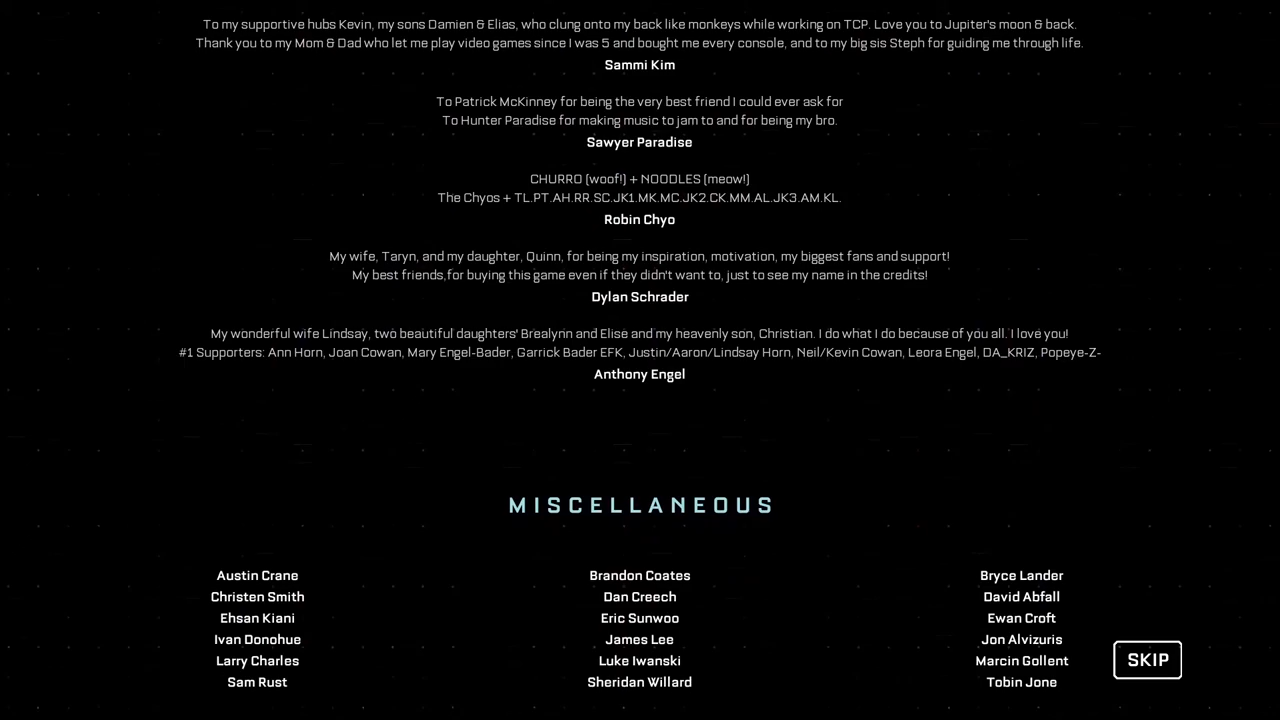 To my supportive hubs Kevin, my sons Damien & Elias, who clung onto my back like monkeys while working on TCP. Love you to Jupiter's moon & back.
Thank you to my Mom & Dad who let me play video games since I was 5 and bought me every console, and to my big sis Steph for guiding me through life.
Sammi Kim
To Patrick McKinney for being the very best friend I could ever ask for
To Hunter Paradise for making music to jam to and for being my bro.
Sawyer Paradise
CHURRO (woof!) + NOODLES (meow!)
The Chyos + TL.PT.AH.RR.SC.JK1.MK.MC.JK2.CK.MM.AL.JK3.AM.KL.
Robin Chyo
My wife, Taryn, and my daughter, Quinn, for being my inspiration, motivation, my biggest fans and support!
My best friends,for buying this game even if they didn't want to, just to see my name in the credits!
Dylan Schrader
My wonderful wife Lindsay, two beautiful daughters' Brealynn and Elise and my heavenly son, Christian. I do what I do because of you all. I love you!
#1 Supporters: Ann Horn, Joan Cowan, Mary Engel-Bader, Garrick Bader EFK, Justin/Aaron/Lindsay Horn, Neil/Kevin Cowan, Leora Engel, DA_KRIZ, Popeye-Z-
Anthony Engel
MISCELLANEOUS
Austin Crane Brandon Coates Bryce Lander
Christen Smith Dan Creech David Abfall
Ehsan Kiani Eric Sunwoo Ewan Croft
Ivan Donohue James Lee Jon Alvizuris
Larry Charles Luke Iwanski Marcin Gollent
Sam Rust Sheridan Willard Tobin Jone
SKIP